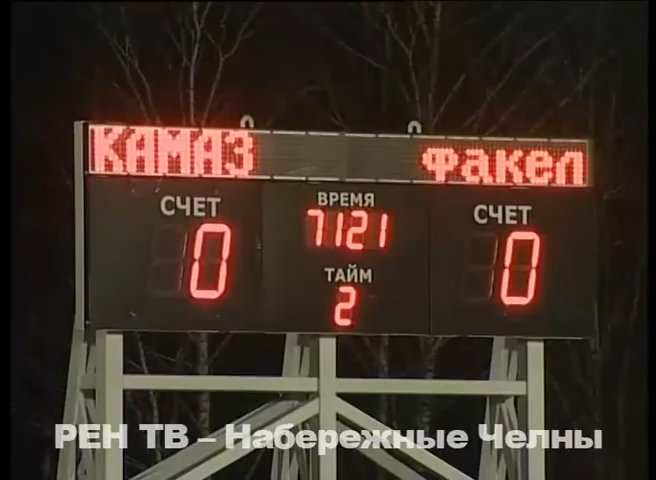 КАМАЗ Факел
СЧЕТ ВРЕМЯ СЧЕТ
0 7121 0
ТАЙМ
2
РЕН ТВ – Набережные Челны